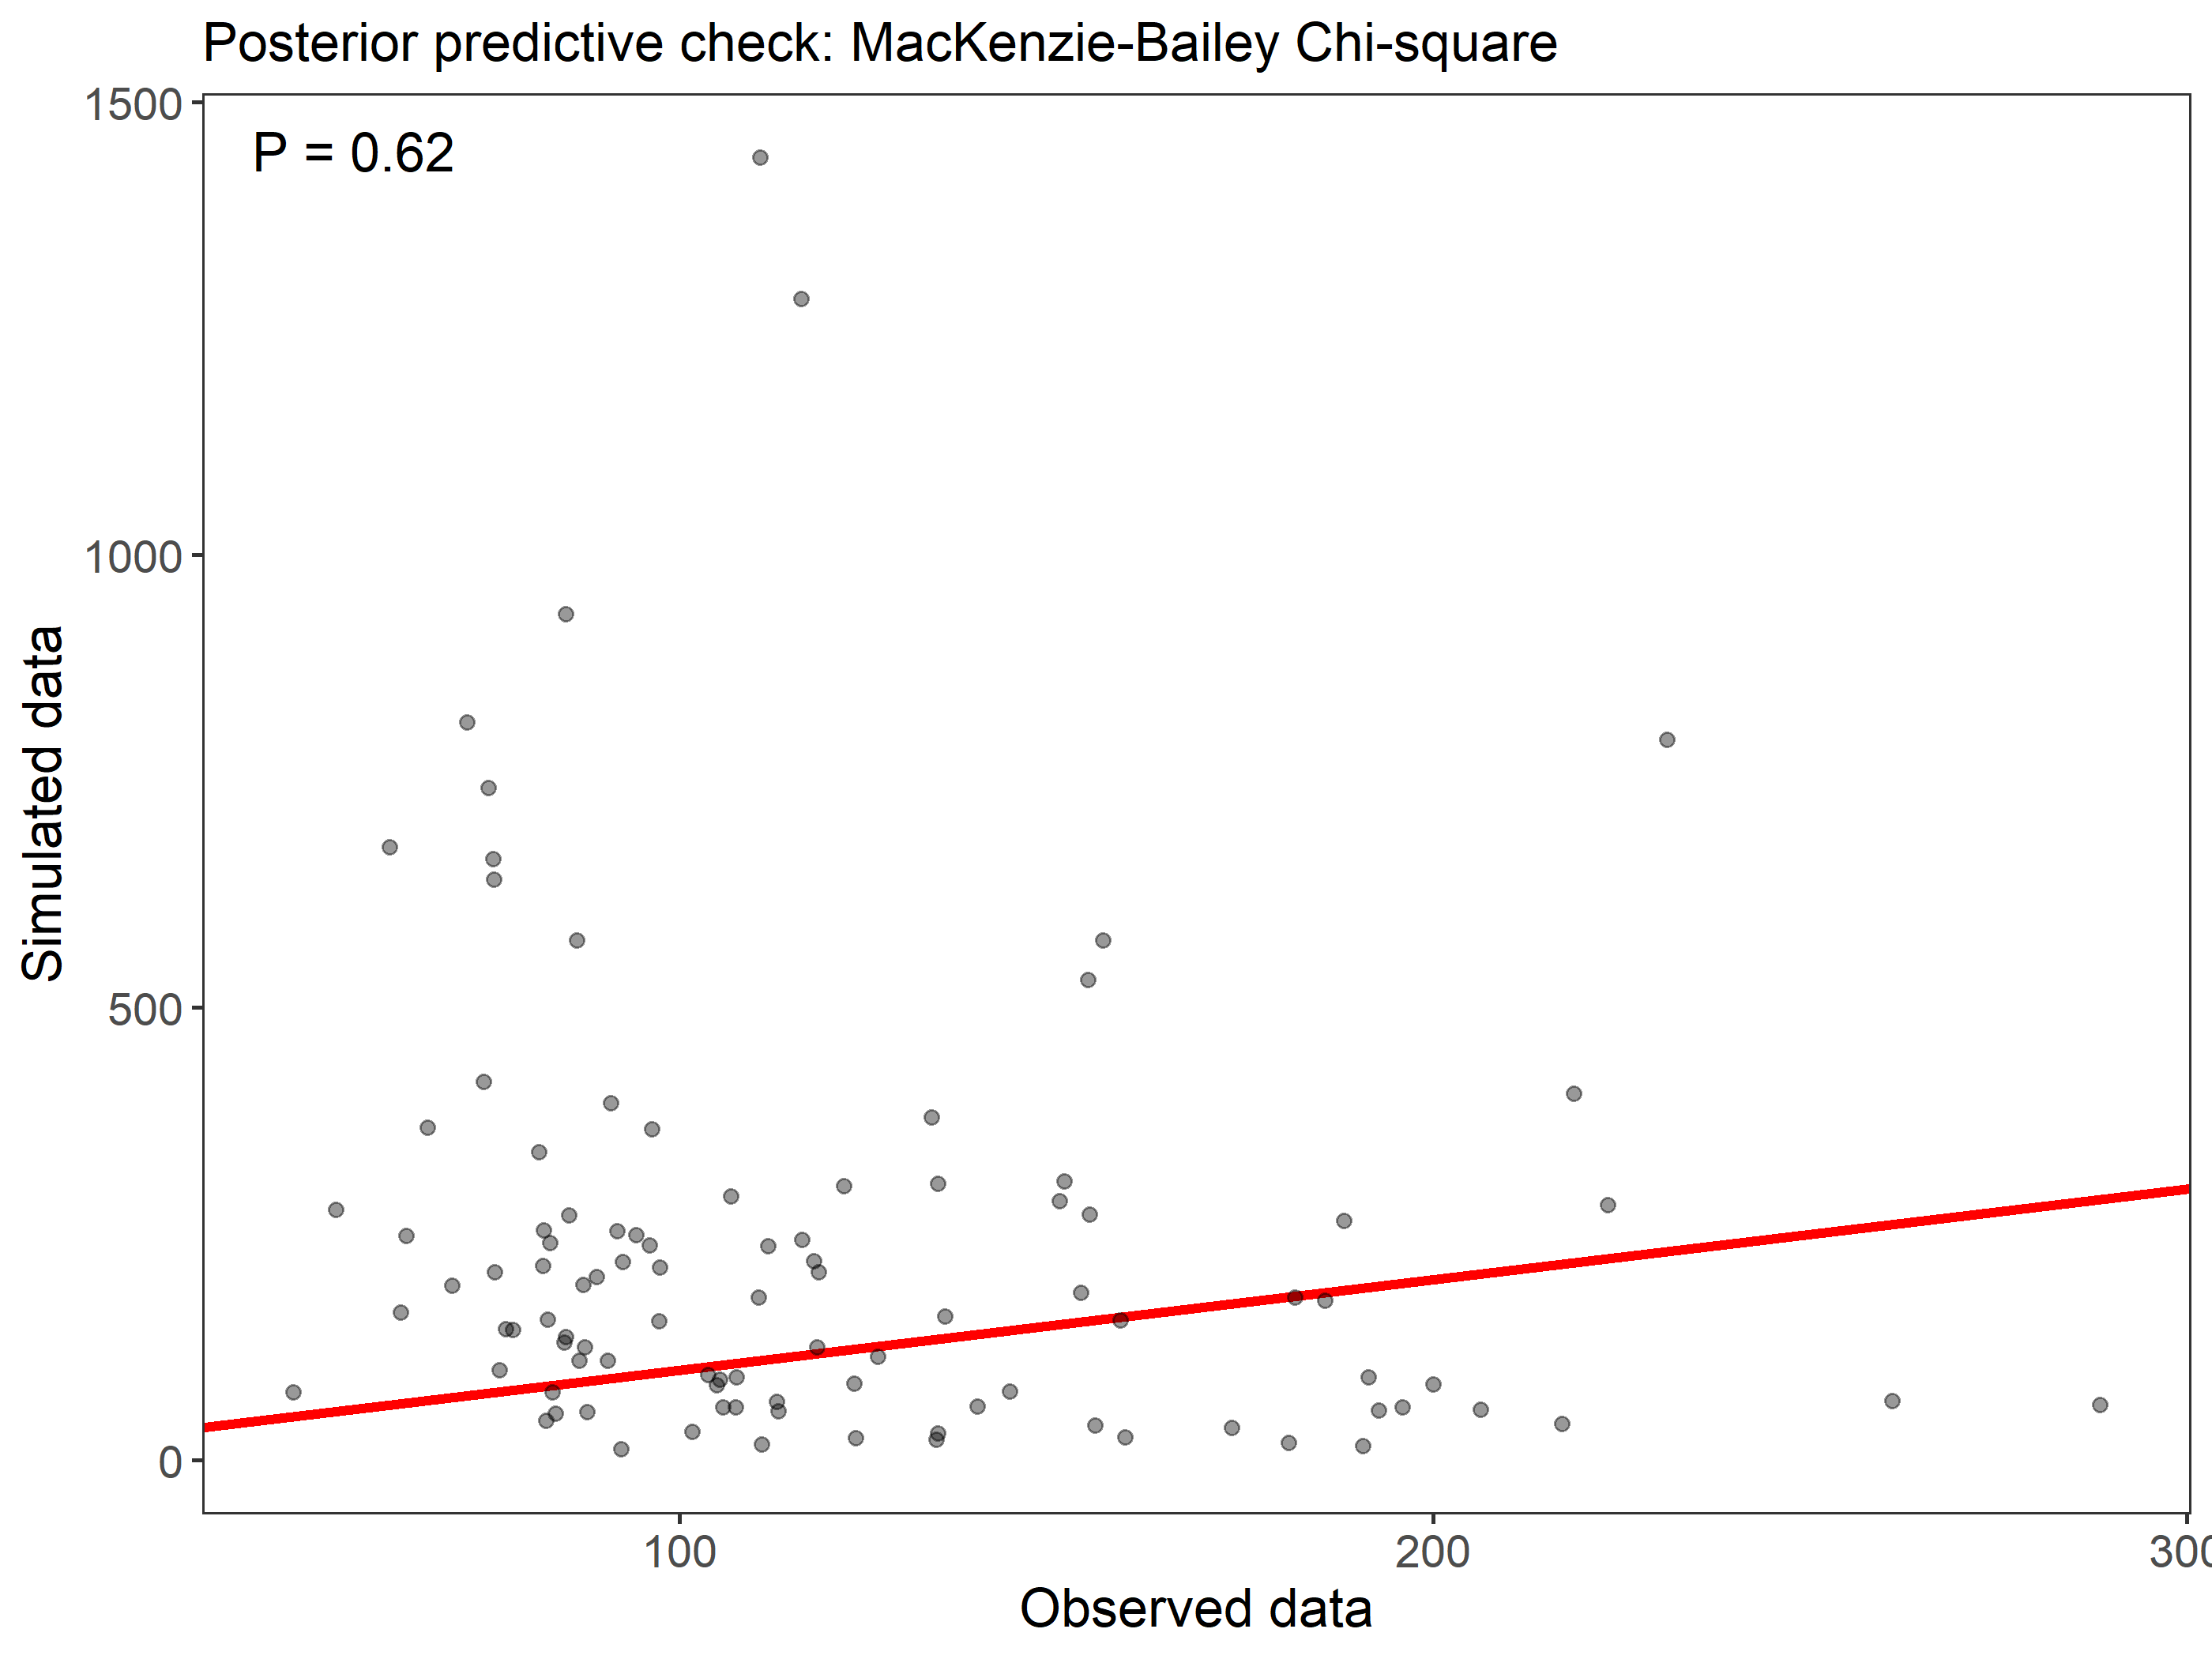 Posterior predictive check: MacKenzie-Bailey Chi-square
P = 0.62
1500
1000
500
0
Simulated data
100
200
300
Observed data